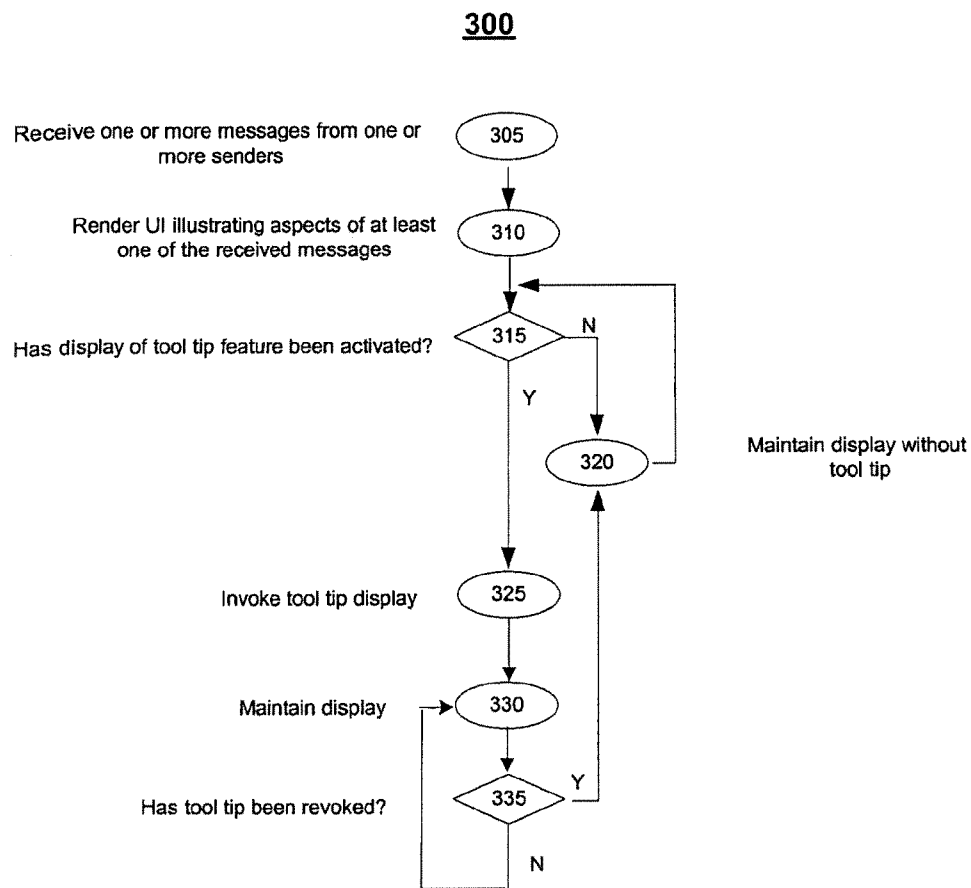 300
Receive one or more messages from one or
more senders
305
Render UI illustrating aspects of at least
one of the received messages
310
Has display of tool tip feature been activated?
315
N
Y
320
Maintain display without
tool tip
Invoke tool tip display
325
Maintain display
330
Has tool tip been revoked?
335
Y
N